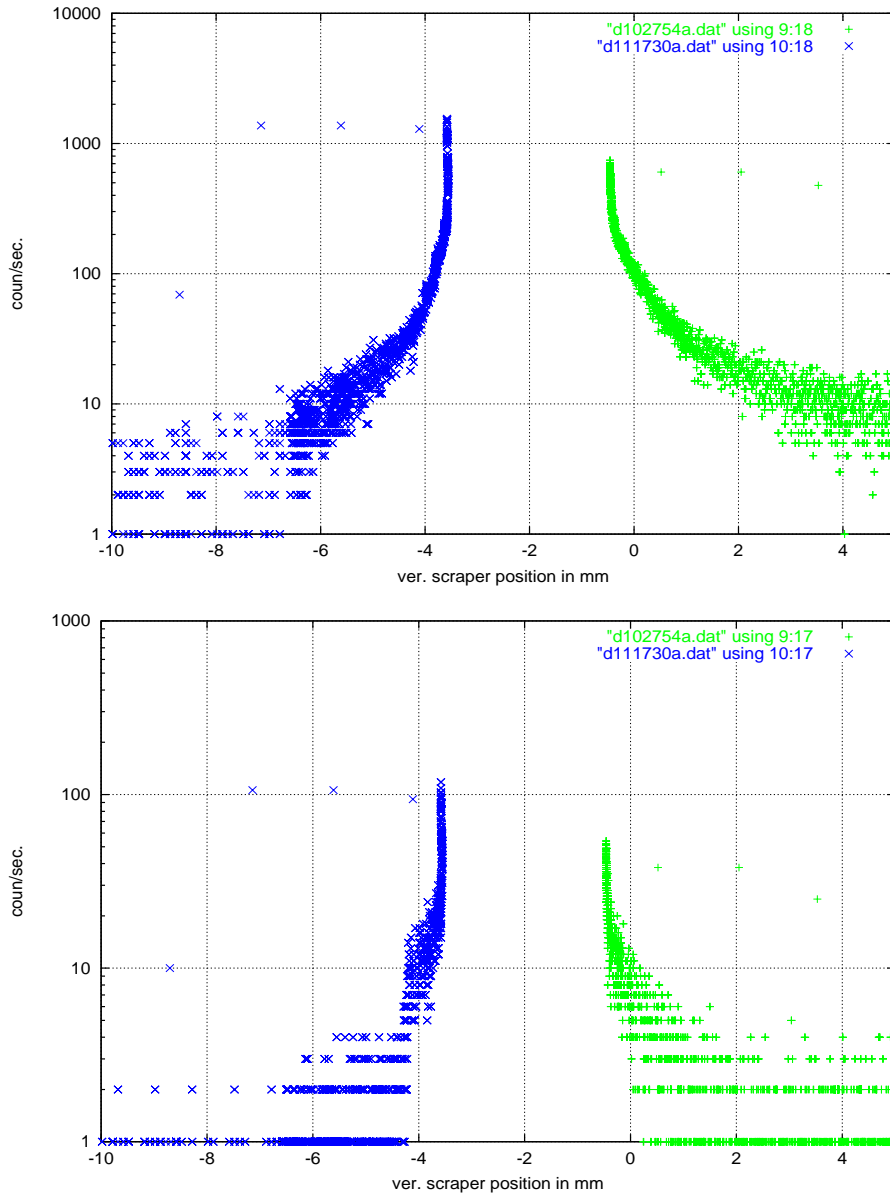 10000
1000
100
10
1
coun/sec.
"d102754a.dat" using 9:18
"d111730a.dat" using 10:18
-10 -8 -6 -4 -2 0 2 4
ver. scraper position in mm
1000
100
10
1
coun/sec.
"d102754a.dat" using 9:17
"d111730a.dat" using 10:17
-10 -8 -6 -4 -2 0 2 4
ver. scraper position in mm